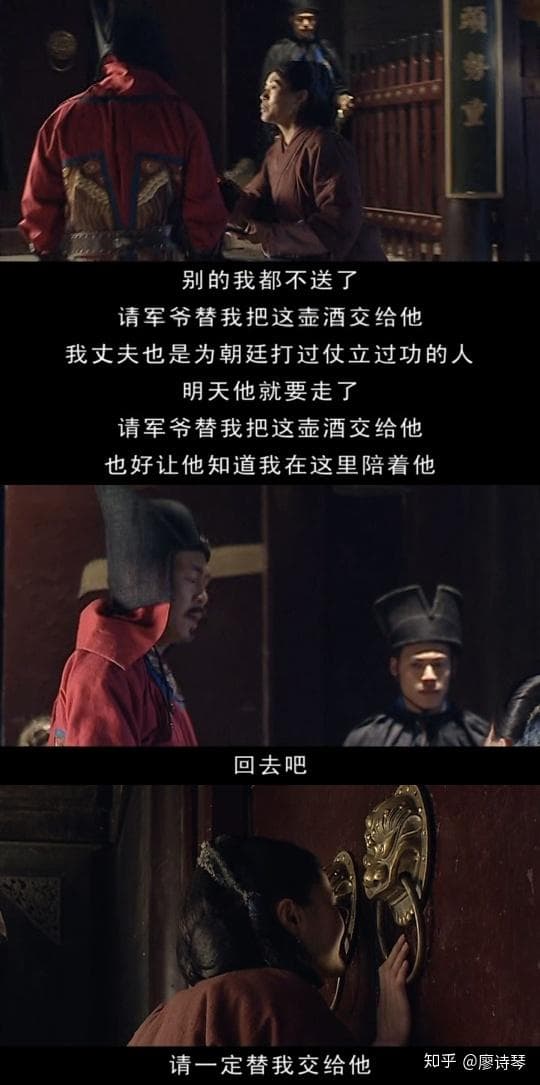 頭勢重
别的我都不送了
请军爷替我把这壶酒交给他
我丈夫也是为朝廷打过仗立过功的人
明天他就要走了
请军爷替我把这壶酒交给他
也好让他知道我在这里陪着他
回去吧
请一定替我交给他
知乎 @廖诗琴